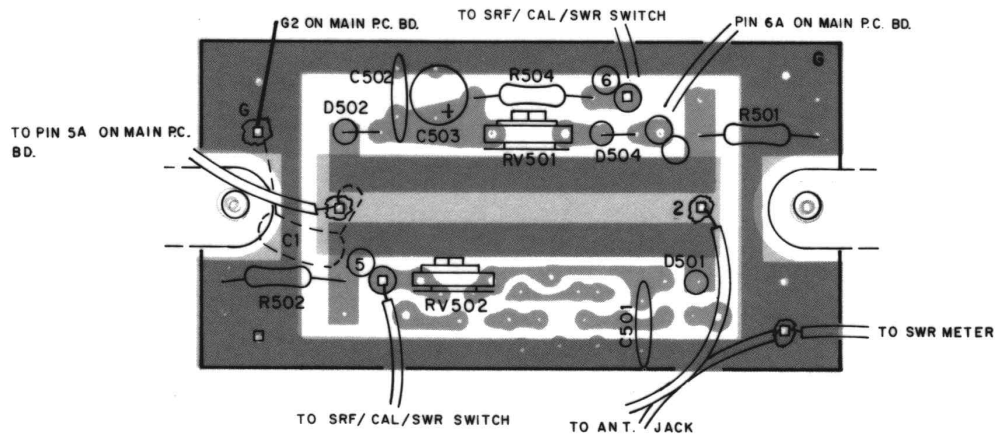 TO SRF/ CAL /SWR SWITCH
G2 ON MAIN P.C. BD.
PIN 6A ON MAIN P.C. BD.
G
C502
R504
6
D502
G
C503
+
R501
TO PIN 5A ON MAIN P.C.
BD.
RV501
D504
2
C1
5
D501
R502
RV502
C501
TO SWR METER
TO SRF/ CAL /SWR SWITCH
TO ANT. JACK